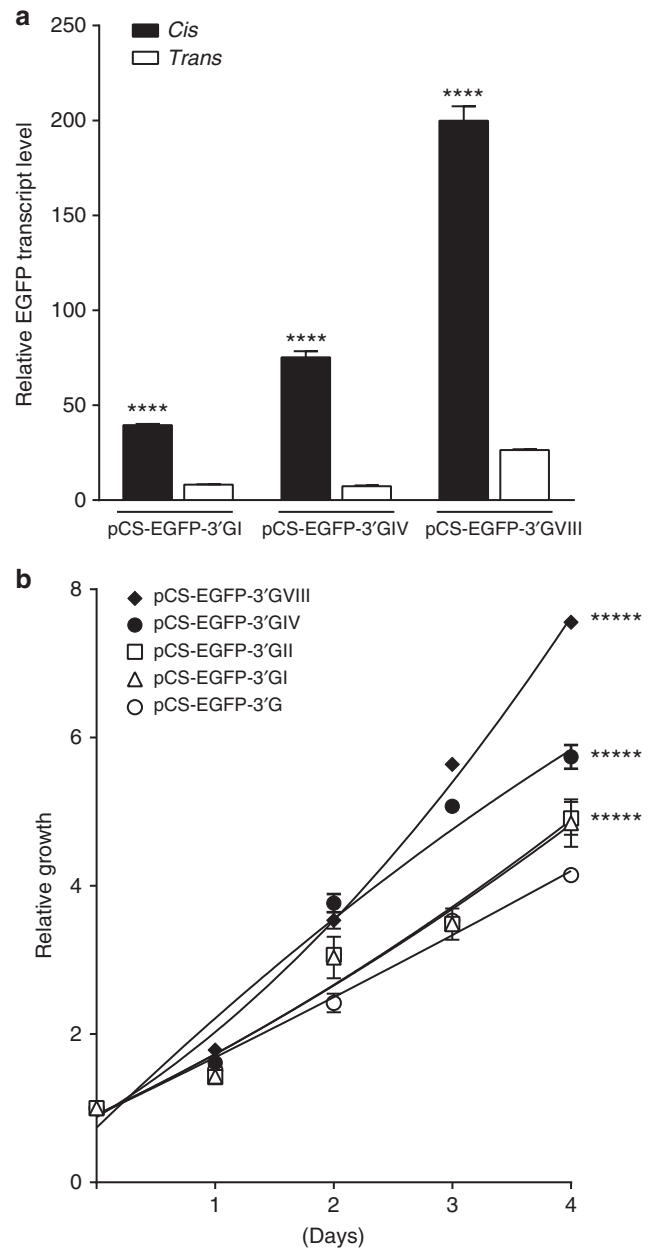 a
250
Cis
Trans
200
150
100
50
0
Relative EGFP transcript level
****
****
****
pCS-EGFP-3′GI
pCS-EGFP-3′GIV
pCS-EGFP-3′GVIII
b
8
6
4
2
0
Relative growth
pCS-EGFP-3′GVIII
pCS-EGFP-3′GIV
pCS-EGFP-3′GII
pCS-EGFP-3′GI
pCS-EGFP-3′G
*****
*****
*****
1
2
3
4
(Days)